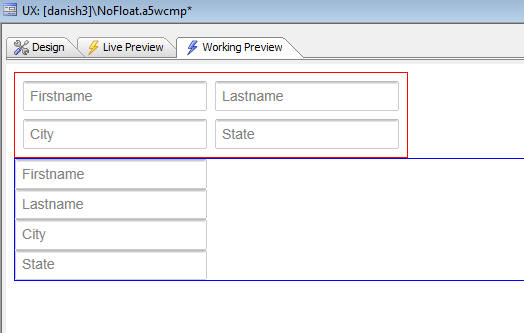 UX: [danish3]\NoFloat.a5wcmp*
Design Live Preview Working Preview
Firstname Lastname
City State
Firstname
Lastname
City
State